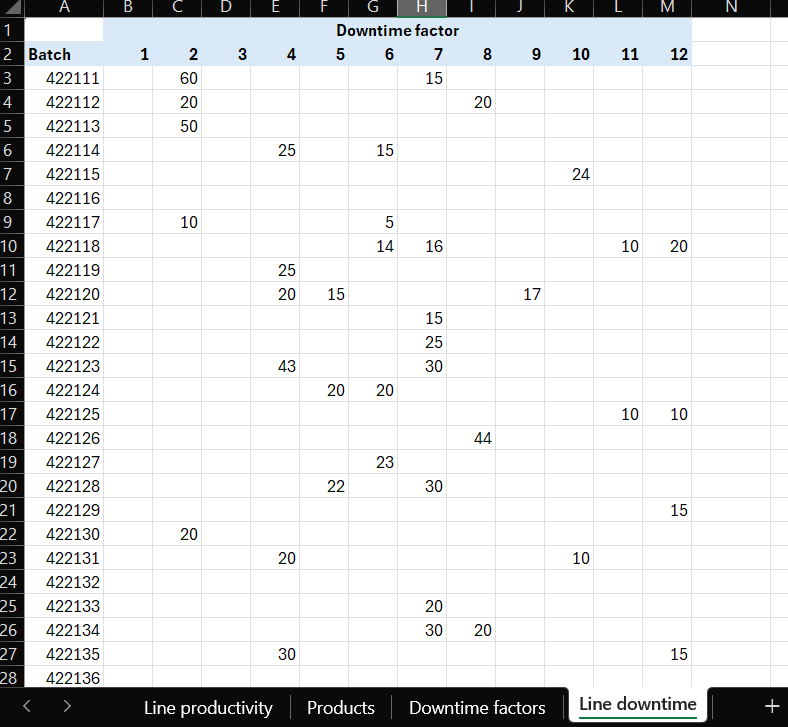 A B C D E F G H I J K L M N
1 Downtime factor
2 Batch 1 2 3 4 5 6 7 8 9 10 11 12
3 422111 60 15
4 422112 20 20
5 422113 50
6 422114 25 15
7 422115 24
8 422116
9 422117 10 5
10 422118 14 16 10 20
11 422119 25
12 422120 20 15 17
13 422121 15
14 422122 25
15 422123 43 30
16 422124 20 20
17 422125 10 10
18 422126 44
19 422127 23
20 422128 22 30
21 422129 15
22 422130 20
23 422131 20 10
24 422132
25 422133 20
26 422134 30 20
27 422135 30 15
28 422136
Line productivity Products Downtime factors Line downtime +